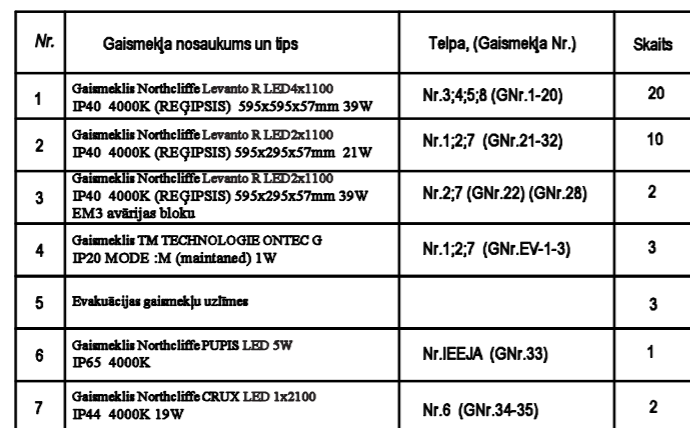 Nr. Gaismekļa nosaukums un tips Telpa, (Gaismekļa Nr.) Skaits
1 Gaismeklis Northcliffe Levanto R LED4x1100
IP40 4000K (REĢIPSIS) 595x595x57mm 39W Nr.3;4;5;8 (GNr.1-20) 20
2 Gaismeklis Northcliffe Levanto R LED2x1100
IP40 4000K (REĢIPSIS) 595x295x57mm 21W Nr.1;2;7 (GNr.21-32) 10
3 Gaismeklis Northcliffe Levanto R LED2x1100
IP40 4000K (REĢIPSIS) 595x295x57mm 39W Nr.2;7 (GNr.22) (GNr.28) 2
EM3 avārijas bloku
4 Gaismeklis TM TECHNOLOGIE ONTEC G
IP20 MODE :M (maintaned) 1W Nr.1;2;7 (GNr.EV-1-3) 3
5 Evakuācijas gaismekļu uzlīmes 3
6 Gaismeklis Northcliffe PUPIS LED 5W
IP65 4000K Nr.IEEJA (GNr.33) 1
7 Gaismeklis Northcliffe CRUX LED 1x2100
IP44 4000K 19W Nr.6 (GNr.34-35) 2